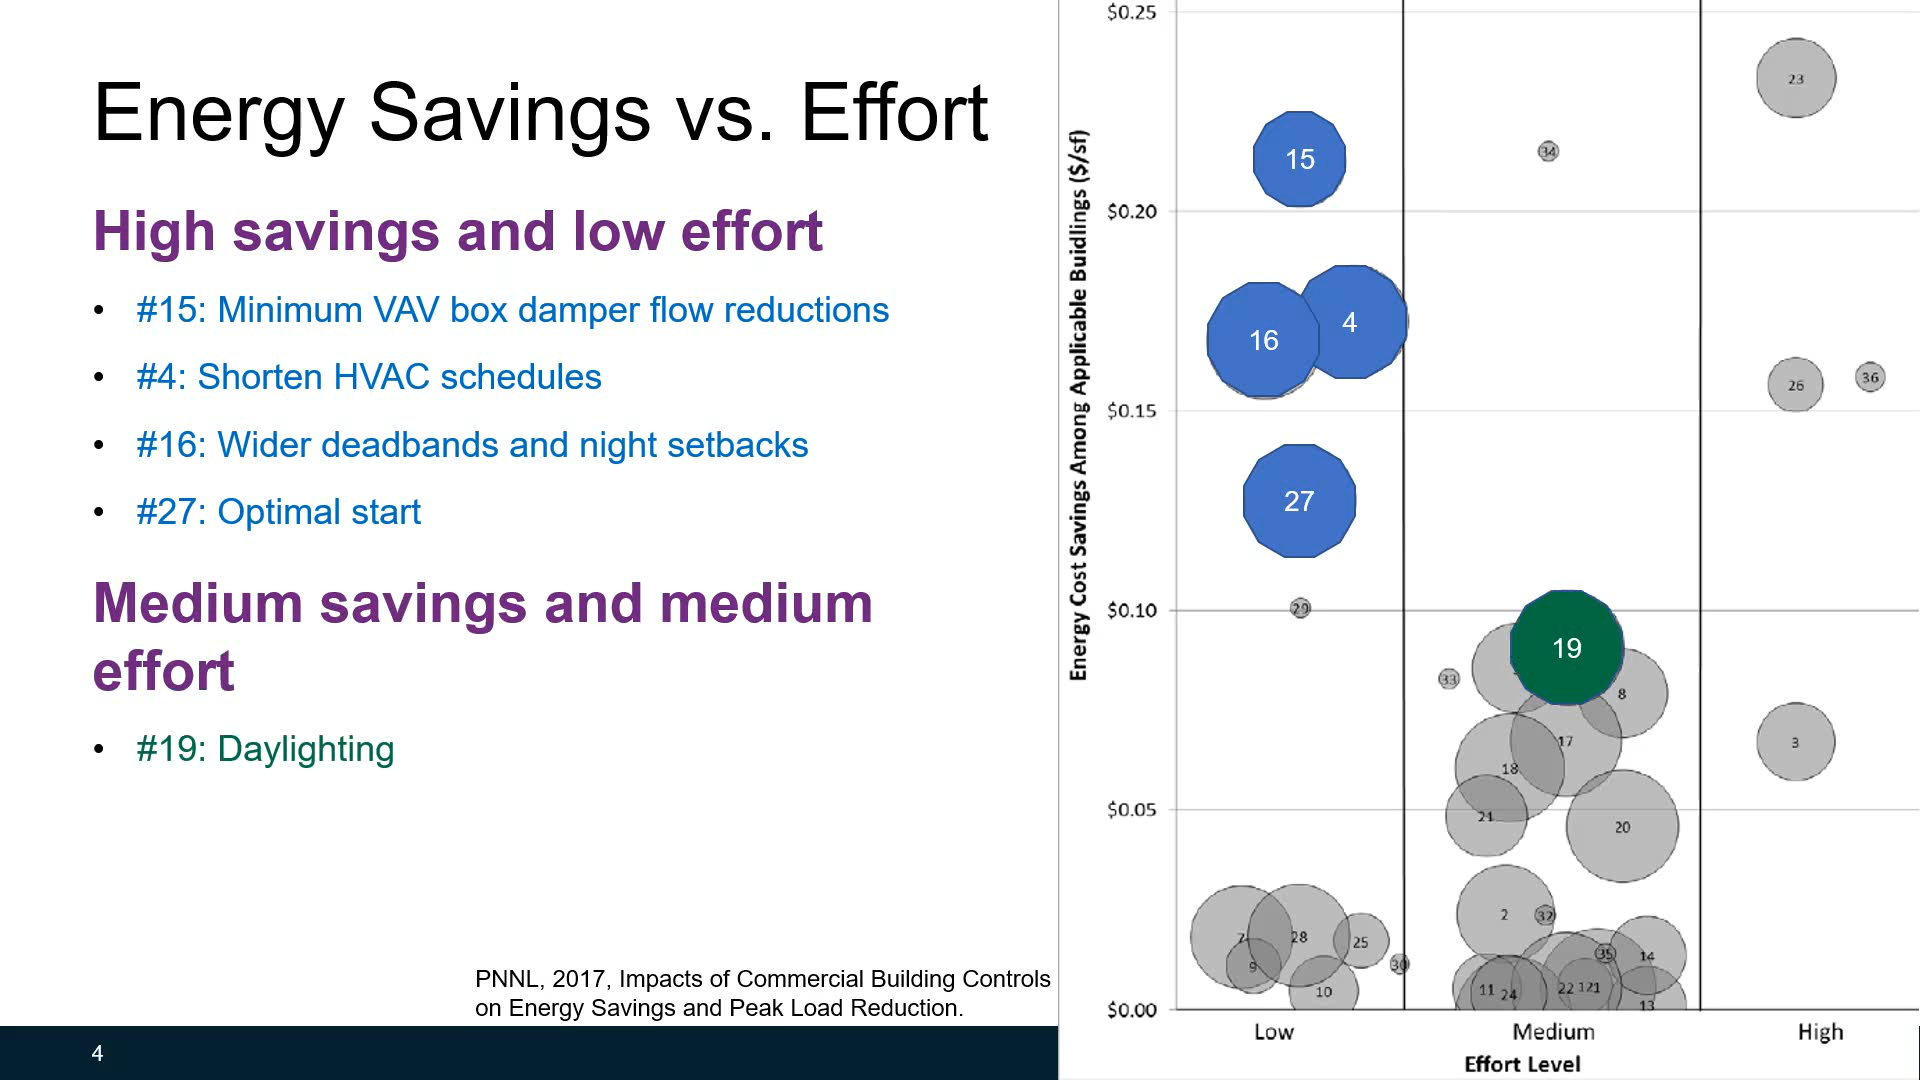 Energy Savings vs. Effort
High savings and low effort
• #15: Minimum VAV box damper flow reductions
• #4: Shorten HVAC schedules
• #16: Wider deadbands and night setbacks
• #27: Optimal start
Medium savings and medium
effort
• #19: Daylighting
PNNL, 2017, Impacts of Commercial Building Controls
on Energy Savings and Peak Load Reduction.
4
Energy Cost Savings Among Applicable Buidlings ($/sf)
$0.25
$0.20
$0.15
$0.10
$0.05
$0.00
23
34
15
4
16
36
26
27
29
19
33
8
17
3
18
21
20
2
32
7
28
25
9
30
10
35
14
11
24
22
121
13
Low
Medium
High
Effort Level